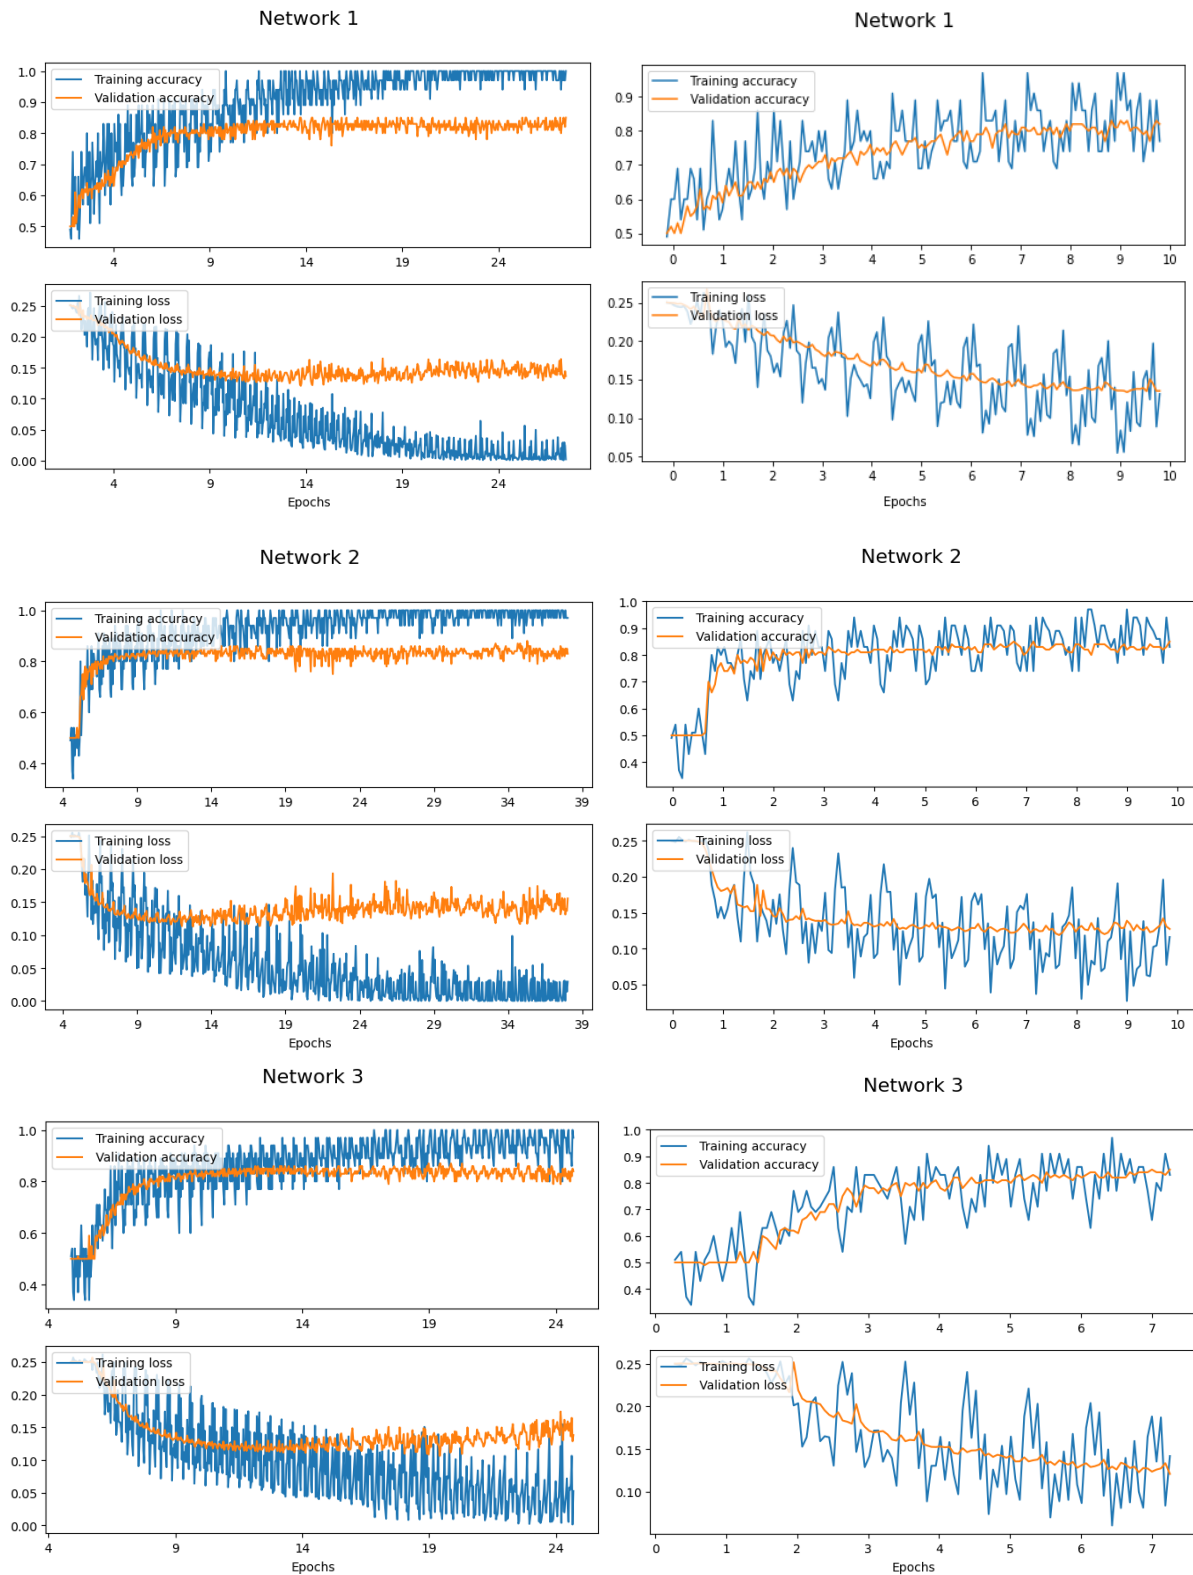 Network 1
1.0
0.9
0.8
0.7
0.6
0.5
Training accuracy
Validation accuracy
4 9 14 19 24
0.25
0.20
0.15
0.10
0.05
0.00
Training loss
Validation loss
4 9 14 19 24
Epochs
Network 1
0.9
0.8
0.7
0.6
0.5
Training accuracy
Validation accuracy
0 1 2 3 4 5 6 7 8 9 10
0.25
0.20
0.15
0.10
0.05
Training loss
Validation loss
0 1 2 3 4 5 6 7 8 9 10
Epochs
Network 2
1.0
0.8
0.6
0.4
Training accuracy
Validation accuracy
4 9 14 19 24 29 34 39
0.25
0.20
0.15
0.10
0.05
0.00
Training loss
Validation loss
4 9 14 19 24 29 34 39
Epochs
Network 2
1.0
0.9
0.8
0.7
0.6
0.5
0.4
Training accuracy
Validation accuracy
0 1 2 3 4 5 6 7 8 9 10
0.25
0.20
0.15
0.10
0.05
Training loss
Validation loss
0 1 2 3 4 5 6 7 8 9 10
Epochs
Network 3
1.0
0.8
0.6
0.4
Training accuracy
Validation accuracy
4 9 14 19 24
0.25
0.20
0.15
0.10
0.05
0.00
Training loss
Validation loss
4 9 14 19 24
Epochs
Network 3
1.0
0.9
0.8
0.7
0.6
0.5
0.4
Training accuracy
Validation accuracy
0 1 2 3 4 5 6 7
0.25
0.20
0.15
0.10
Training loss
Validation loss
0 1 2 3 4 5 6 7
Epochs